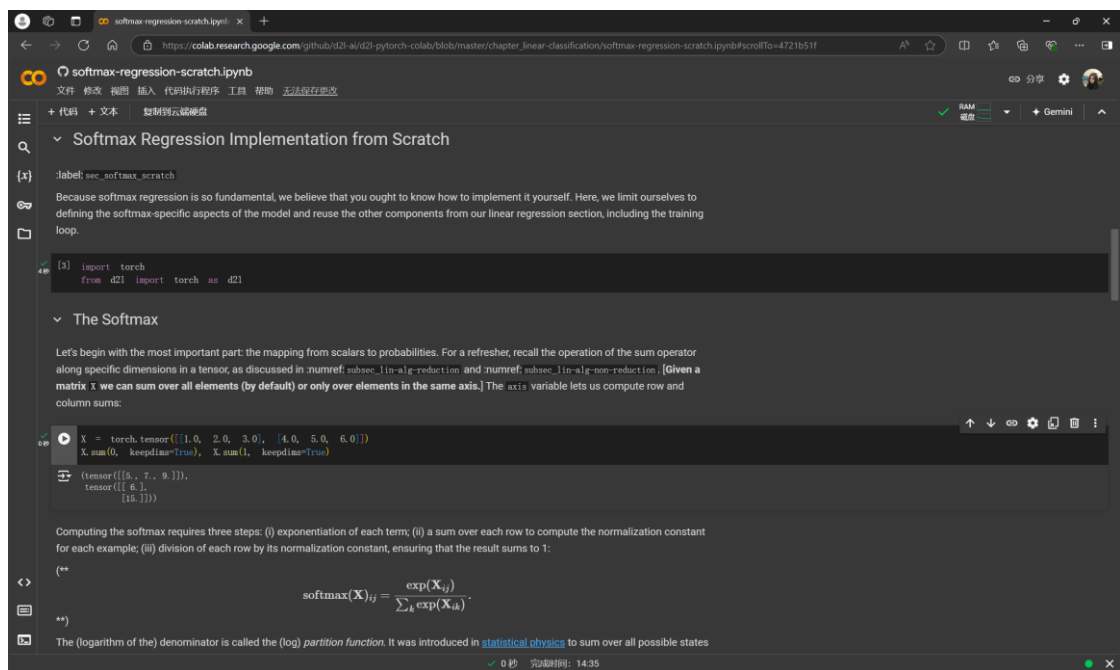 softmax-regression-scratch.ipynb
https://colab.research.google.com/github/d2l-ai/d2l-pytorch-colab/blob/master/chapter_linear-classification/softmax-regression-scratch.ipynb#scrollTo=4721b51f
softmax-regression-scratch.ipynb
文件 修改 视图 插入 代码执行程序 工具 帮助 无法保存更改
分享
+ 代码 + 文本 复制到云端硬盘
RAM
磁盘
Gemini
Softmax Regression Implementation from Scratch
:label:sec_softmax_scratch
Because softmax regression is so fundamental, we believe that you ought to know how to implement it yourself. Here, we limit ourselves to
defining the softmax-specific aspects of the model and reuse the other components from our linear regression section, including the training
loop.
4秒
[3] import torch
from d2l import torch as d2l
The Softmax
Let's begin with the most important part: the mapping from scalars to probabilities. For a refresher, recall the operation of the sum operator
along specific dimensions in a tensor, as discussed in :numref:subsec_lin-alg-reduction and :numref:subsec_lin-alg-non-reduction. [Given a
matrix X we can sum over all elements (by default) or only over elements in the same axis.] The axis variable lets us compute row and
column sums:
0秒
X = torch.tensor([[1.0, 2.0, 3.0], [4.0, 5.0, 6.0]])
X.sum(0, keepdims=True), X.sum(1, keepdims=True)
(tensor([[5., 7., 9.]]),
tensor([[ 6.],
[15.]]))
Computing the softmax requires three steps: (i) exponentiation of each term; (ii) a sum over each row to compute the normalization constant
for each example; (iii) division of each row by its normalization constant, ensuring that the result sums to 1:
(**
softmax(X)ij = exp(Xij) / ∑k exp(Xik).
**)
The (logarithm of the) denominator is called the (log) partition function. It was introduced in statistical physics to sum over all possible states
0 秒 完成时间：14:35